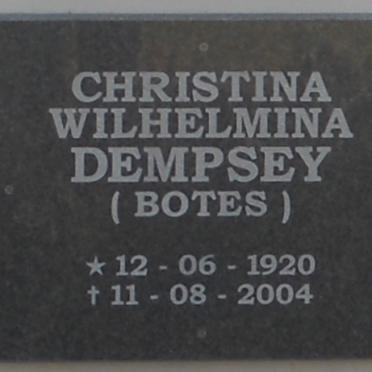 CHRISTINA
WILHELMINA
DEMPSEY
( BOTES )
★ 12 - 06 - 1920
† 11 - 08 - 2004